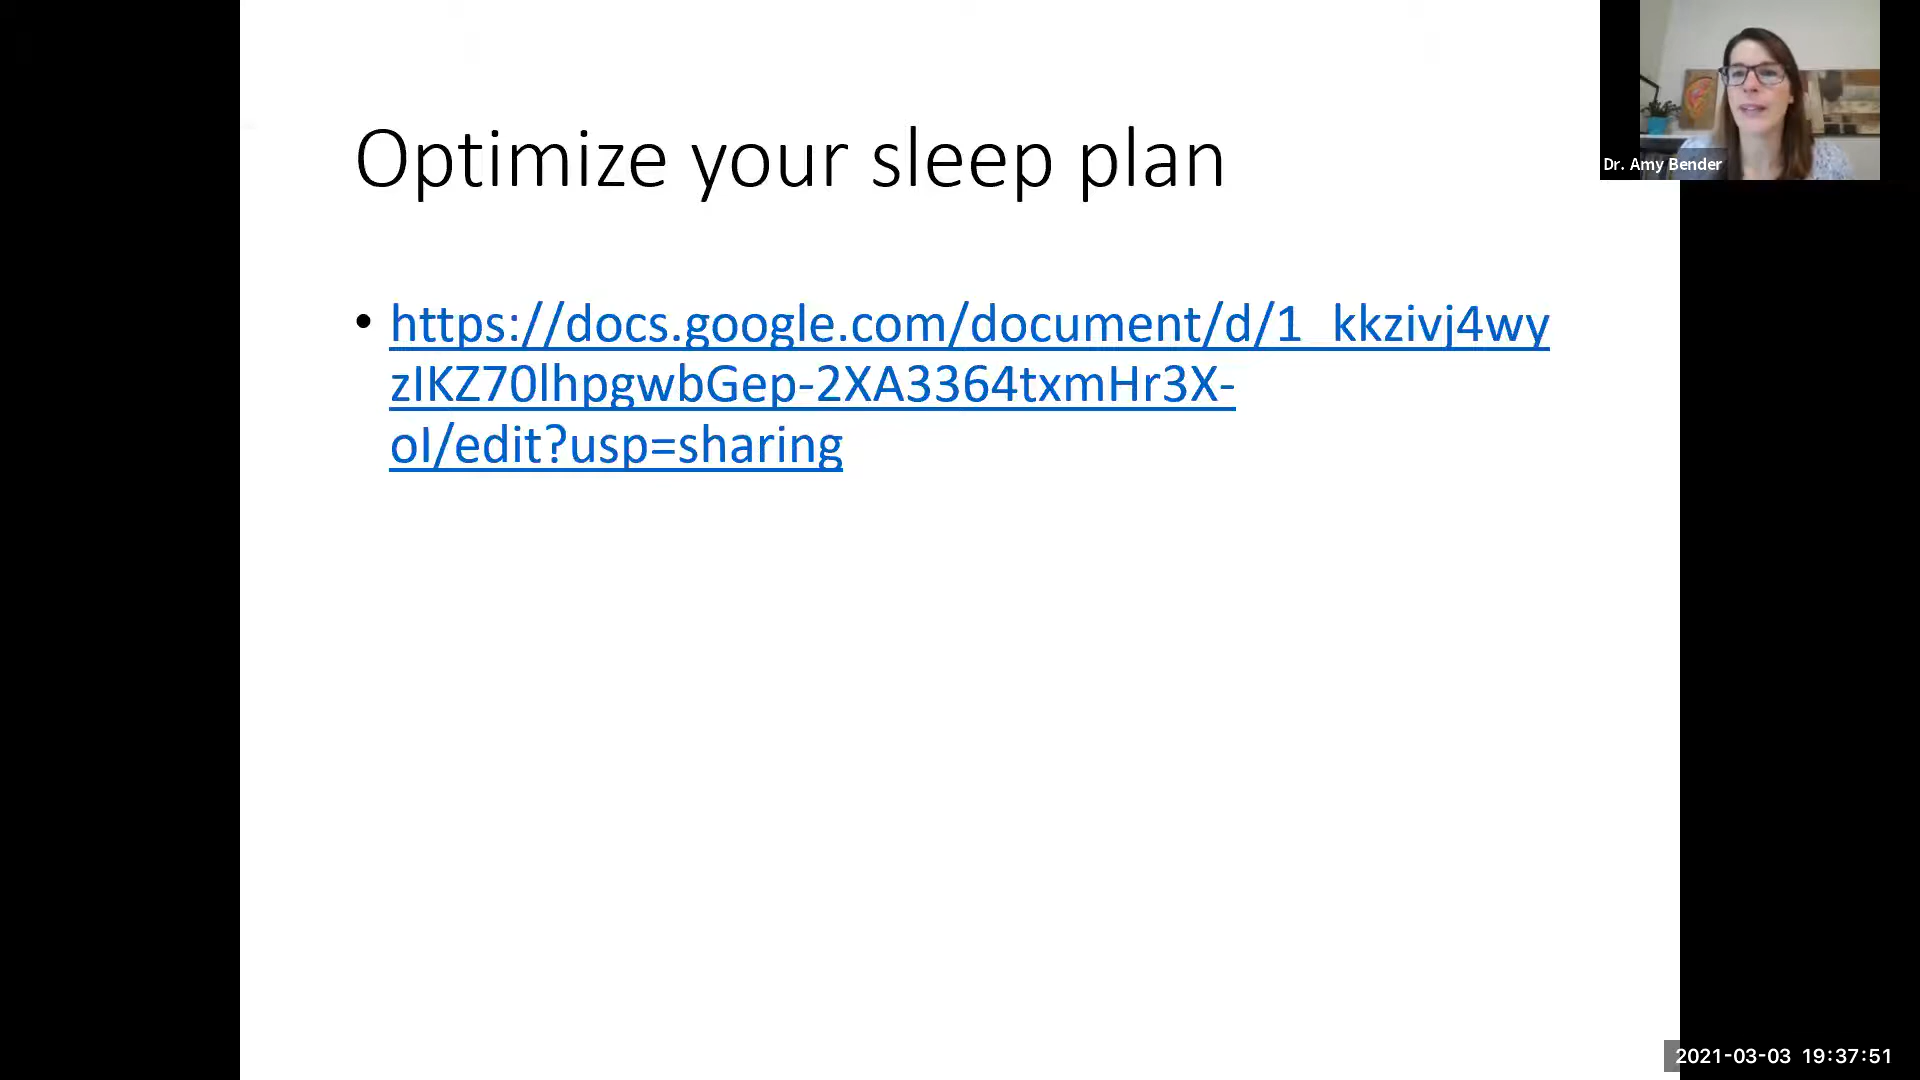 Optimize your sleep plan
• https://docs.google.com/document/d/1_kkzivj4wy
zIKZ70lhpgwbGep-2XA3364txmHr3X-
oI/edit?usp=sharing
Dr. Amy Bender
2021-03-03 19:37:51